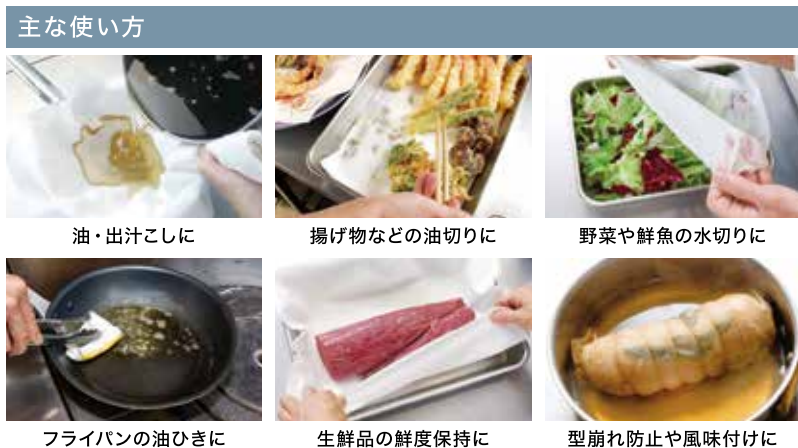 主な使い方
油・出汁こしに
揚げ物などの油切りに
野菜や鮮魚の水切りに
フライパンの油ひきに
生鮮品の鮮度保持に
型崩れ防止や風味付けに